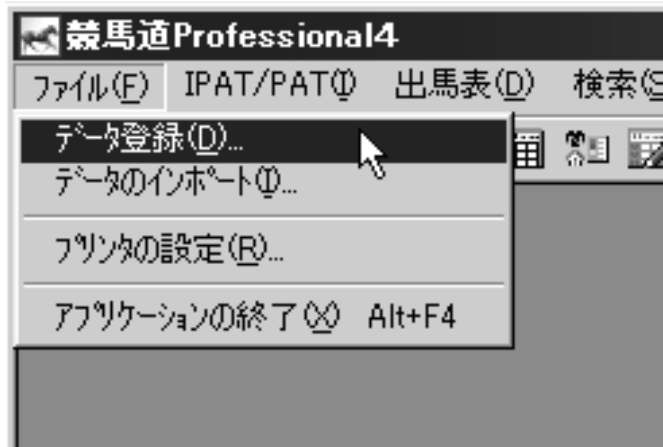 競馬道Professional4
ファイル(F) IPAT/PAT(I) 出馬表(D) 検索(S
データ登録(D)...
データのインポート(I)...
プリンタの設定(R)...
アプリケーションの終了(X) Alt+F4